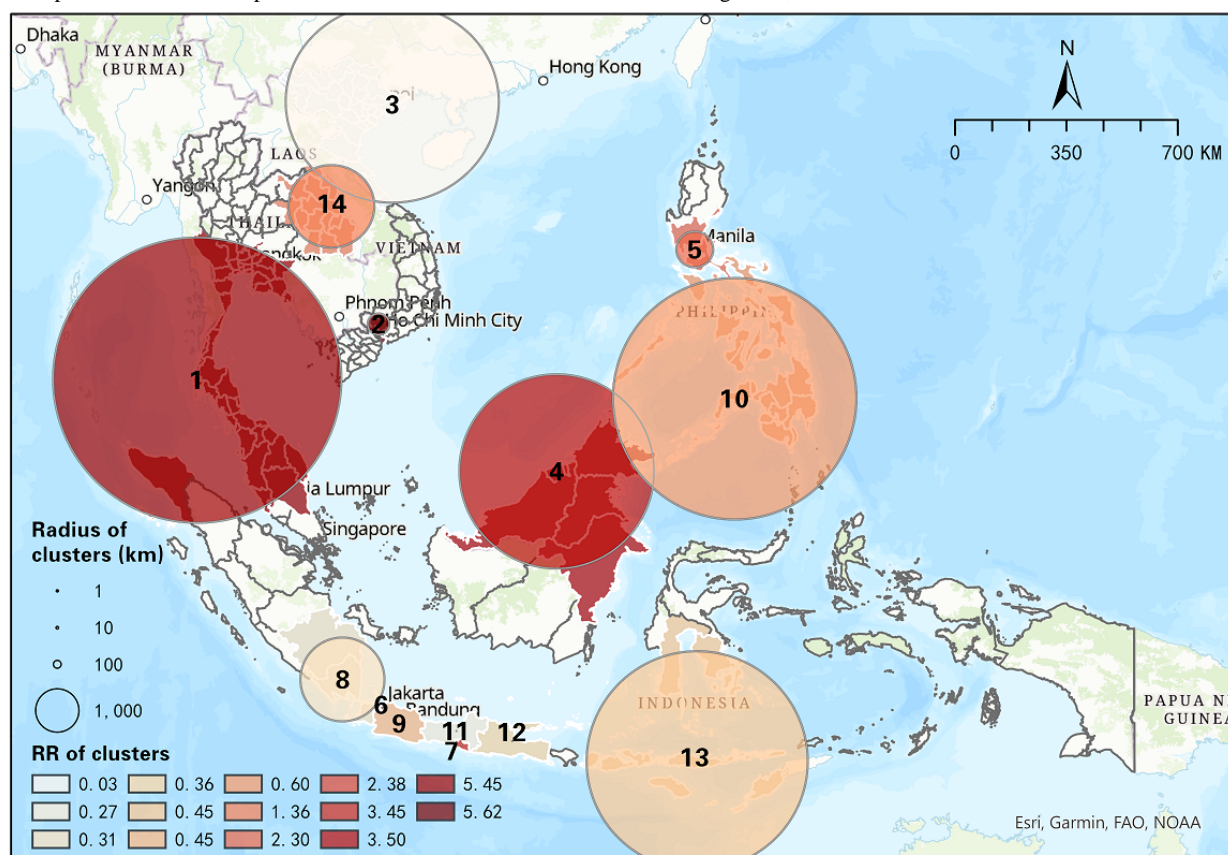 Dhaka
MYANMAR
(BURMA)
Hong Kong
N
3
0 350 700 KM
LAOS
Yangon
14
THAIL
VIETNAM
Manila
5
Phnom Penh
2
Ho Chi Minh City
PHILIPPIN
1
10
4
ia Lumpur
Singapore
Radius of
clusters (km)
1
10
100
1,000
8
Jakarta
6
Bandung
9
11
12
7
INDONESIA
13
PAPUA N
GUINEA
RR of clusters
0.03 0.36 0.60 2.38 5.45
0.27 0.45 1.36 3.45 5.62
0.31 0.45 2.30 3.50
Esri, Garmin, FAO, NOAA